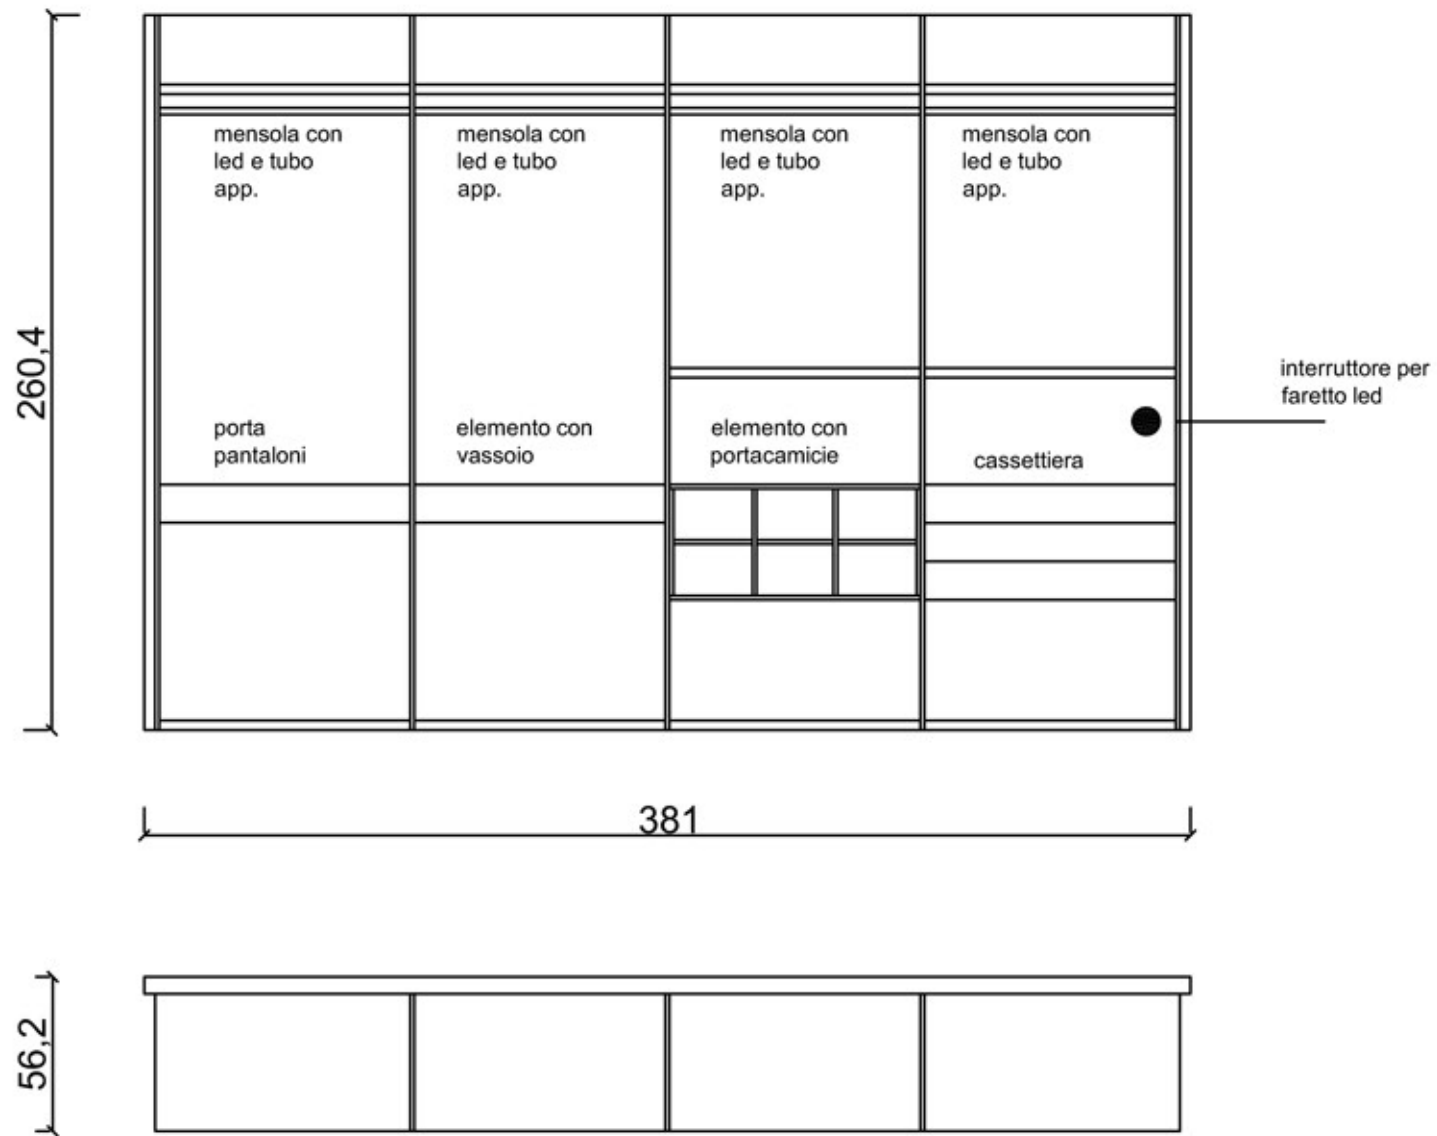 mensola con
led e tubo
app.
mensola con
led e tubo
app.
mensola con
led e tubo
app.
mensola con
led e tubo
app.
260,4
interruttore per
faretto led
porta
pantaloni
elemento con
vassoio
elemento con
portacamicie
cassettiera
381
56,2